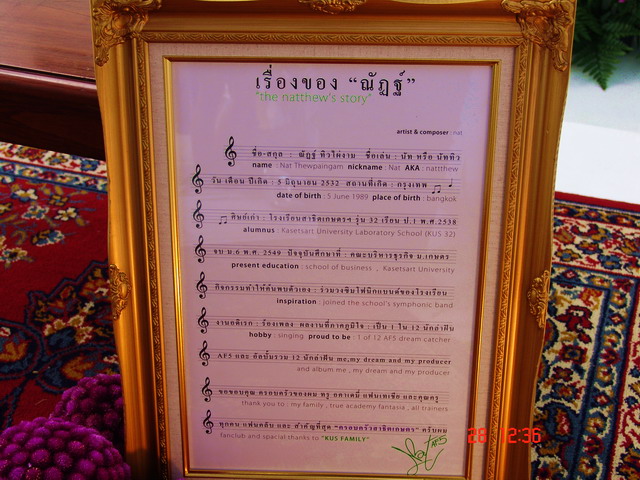 เรื่องของ “ณัฏฐ์”
"the natthew's story"
artist & composer : nat
ชื่อ-สกุล : ณัฏฐ์ ทิวไผ่งาม ชื่อเล่น : นัท หรือ นัททิว
name : Nat Thewpaingam nickname : Nat AKA : nattthew
วัน เดือน ปีเกิด : 5 มิถุนายน 2532 สถานที่เกิด : กรุงเทพ
date of birth : 5 June 1989 place of birth : bangkok
ศิษย์เก่า : โรงเรียนสาธิตเกษตรฯ รุ่น 32 เรียน ป.1 พ.ศ.2538
alumnus : Kasetsart University Laboratory School (KUS 32)
จบ ม.6 พ.ศ. 2549 ปัจจุบันศึกษาที่ : คณะบริหารธุรกิจ ม.เกษตร
present education : school of business , Kasetsart University
กิจกรรมทำให้ค้นพบตัวเอง : ร่วมวงซิมโฟนิกแบนด์ของโรงเรียน
inspiration : joined the school's symphonic band
งานอดิเรก : ร้องเพลง ผลงานที่ภาคภูมิใจ : เป็น 1 ใน 12 นักล่าฝัน
hobby : singing proud to be : 1 of 12 AF5 dream catcher
AF5 และ อัลบั้มรวม 12 นักล่าฝัน me,my dream and my producer
and album me , my dream and my producer
ขอขอบคุณ ครอบครัวของผม ทรู อคาเดมี่ แฟนเทเชีย และคุณครู
thank you to : my family , true academy fantasia , all trainers
ทุกคน แฟนคลับ และ สำคัญที่สุด “ครอบครัวสาธิตเกษตร” ครับผม
fanclub and spacial thanks to "KUS FAMILY"
28 12:36